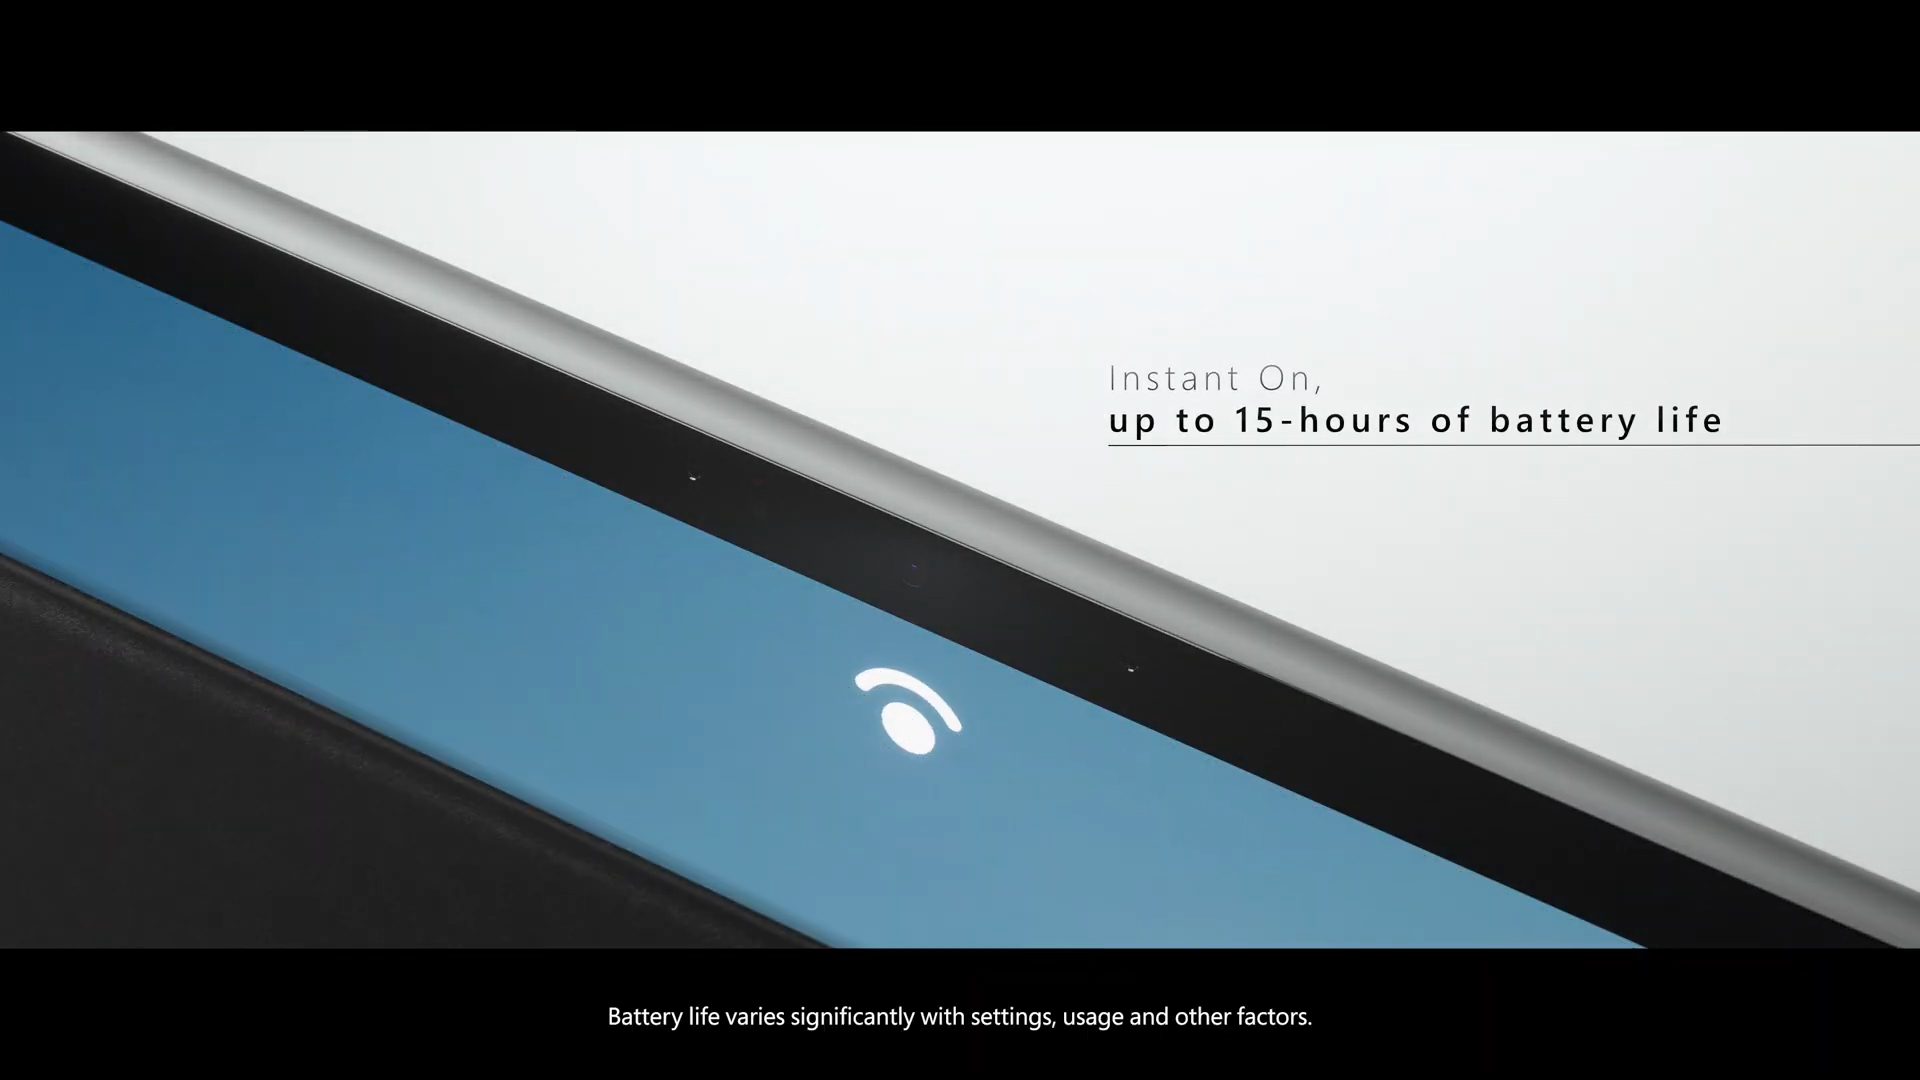 Instant On,
up to 15-hours of battery life
Battery life varies significantly with settings, usage and other factors.